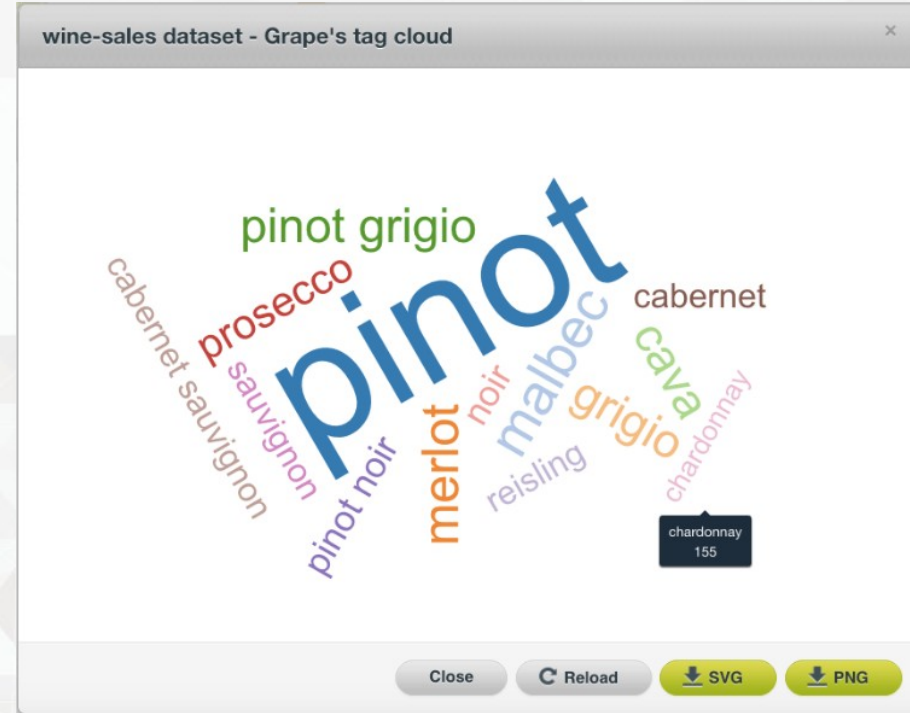 wine-sales dataset - Grape's tag cloud
×
pinot grigio
pinot
prosecco
cabernet
cabernet sauvignon
sauvignon
malbec
cava
noir
grigio
merlot
chardonnay
pinot noir
reisling
chardonnay
155
Close
Reload
SVG
PNG